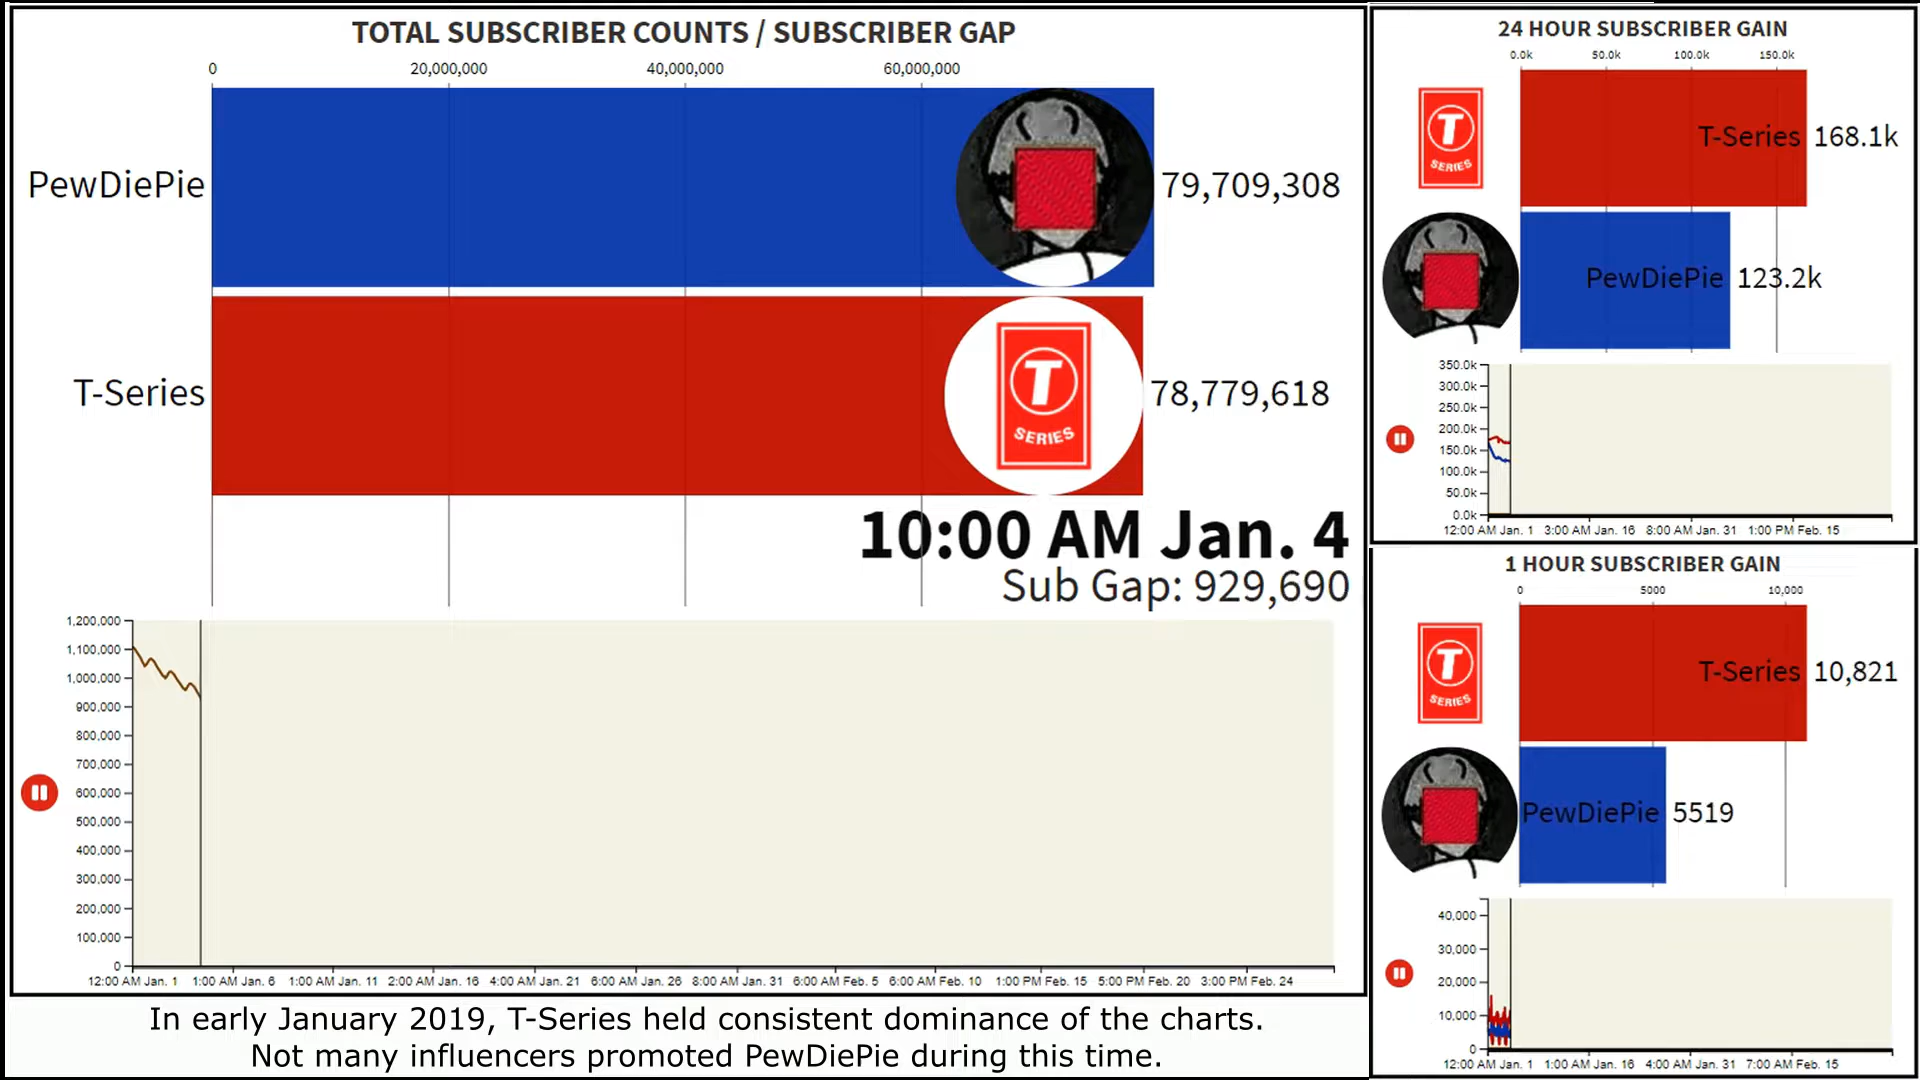 TOTAL SUBSCRIBER COUNTS / SUBSCRIBER GAP
0 20,000,000 40,000,000 60,000,000
PewDiePie 79,709,308
T-Series T SERIES 78,779,618
10:00 AM Jan. 4
Sub Gap: 929,690
1,200,000
1,100,000
1,000,000
900,000
800,000
700,000
600,000
500,000
400,000
300,000
200,000
100,000
0
12:00 AM Jan. 1 1:00 AM Jan. 6 1:00 AM Jan. 11 2:00 AM Jan. 16 4:00 AM Jan. 21 6:00 AM Jan. 26 8:00 AM Jan. 31 6:00 AM Feb. 5 6:00 AM Feb. 10 1:00 PM Feb. 15 5:00 PM Feb. 20 3:00 PM Feb. 24
In early January 2019, T-Series held consistent dominance of the charts.
Not many influencers promoted PewDiePie during this time.
24 HOUR SUBSCRIBER GAIN
0.0k 50.0k 100.0k 150.0k
T SERIES T-Series 168.1k
PewDiePie 123.2k
350.0k
300.0k
250.0k
200.0k
150.0k
100.0k
50.0k
0.0k
12:00 AM Jan. 1 3:00 AM Jan. 16 8:00 AM Jan. 31 1:00 PM Feb. 15
1 HOUR SUBSCRIBER GAIN
0 5000 10,000
T SERIES T-Series 10,821
PewDiePie 5519
40,000
30,000
20,000
10,000
0
12:00 AM Jan. 1 1:00 AM Jan. 16 4:00 AM Jan. 31 7:00 AM Feb. 15